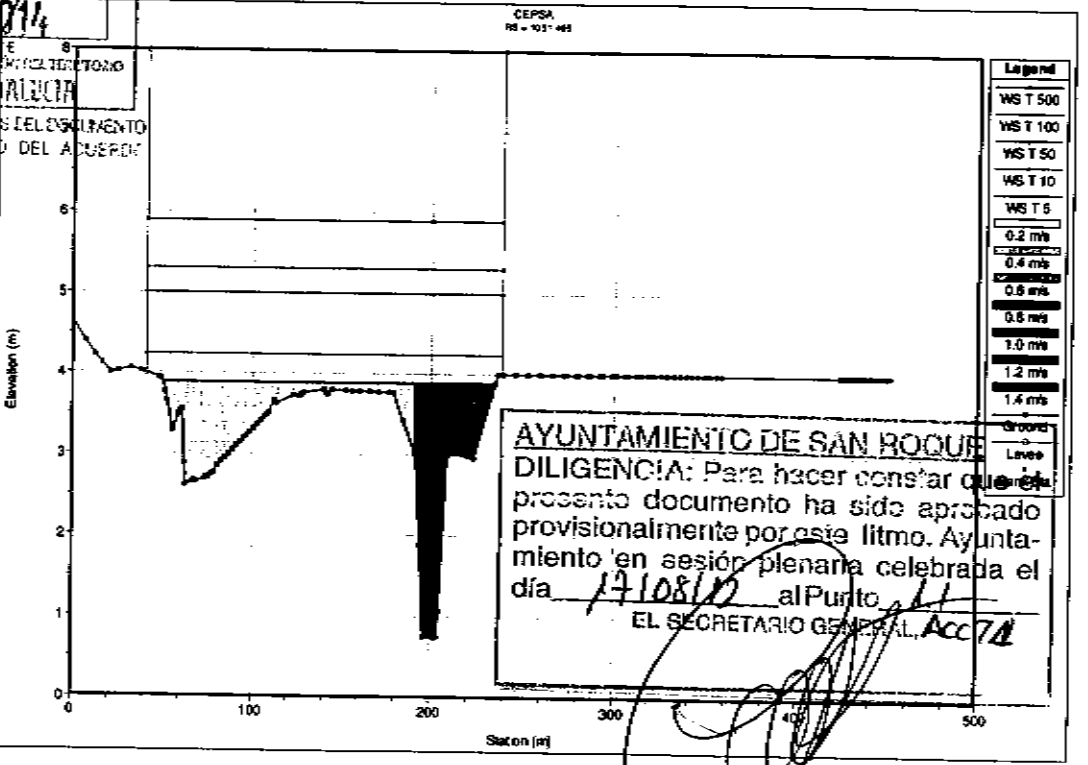 CEPSA
ALUCIA
DEL ACUERDO
8
6
5
4
3
2
1
0
Elevation (m)
0
100
200
300
400
500
Station (m)
Legend
WS T 500
WS T 100
WS T 50
WS T 10
WS T 5
0.2 m/s
0.4 m/s
0.6 m/s
0.8 m/s
1.0 m/s
1.2 m/s
1.4 m/s
Ground
Levee
AYUNTAMIENTO DE SAN ROQUE
DILIGENCIA: Para hacer constar que el
presente documento ha sido aprobado
provisionalmente por este Iltmo. Ayunta-
miento en sesión plenaria celebrada el
día 17/08/10 al Punto 11
EL SECRETARIO GENERAL, ACCTAL